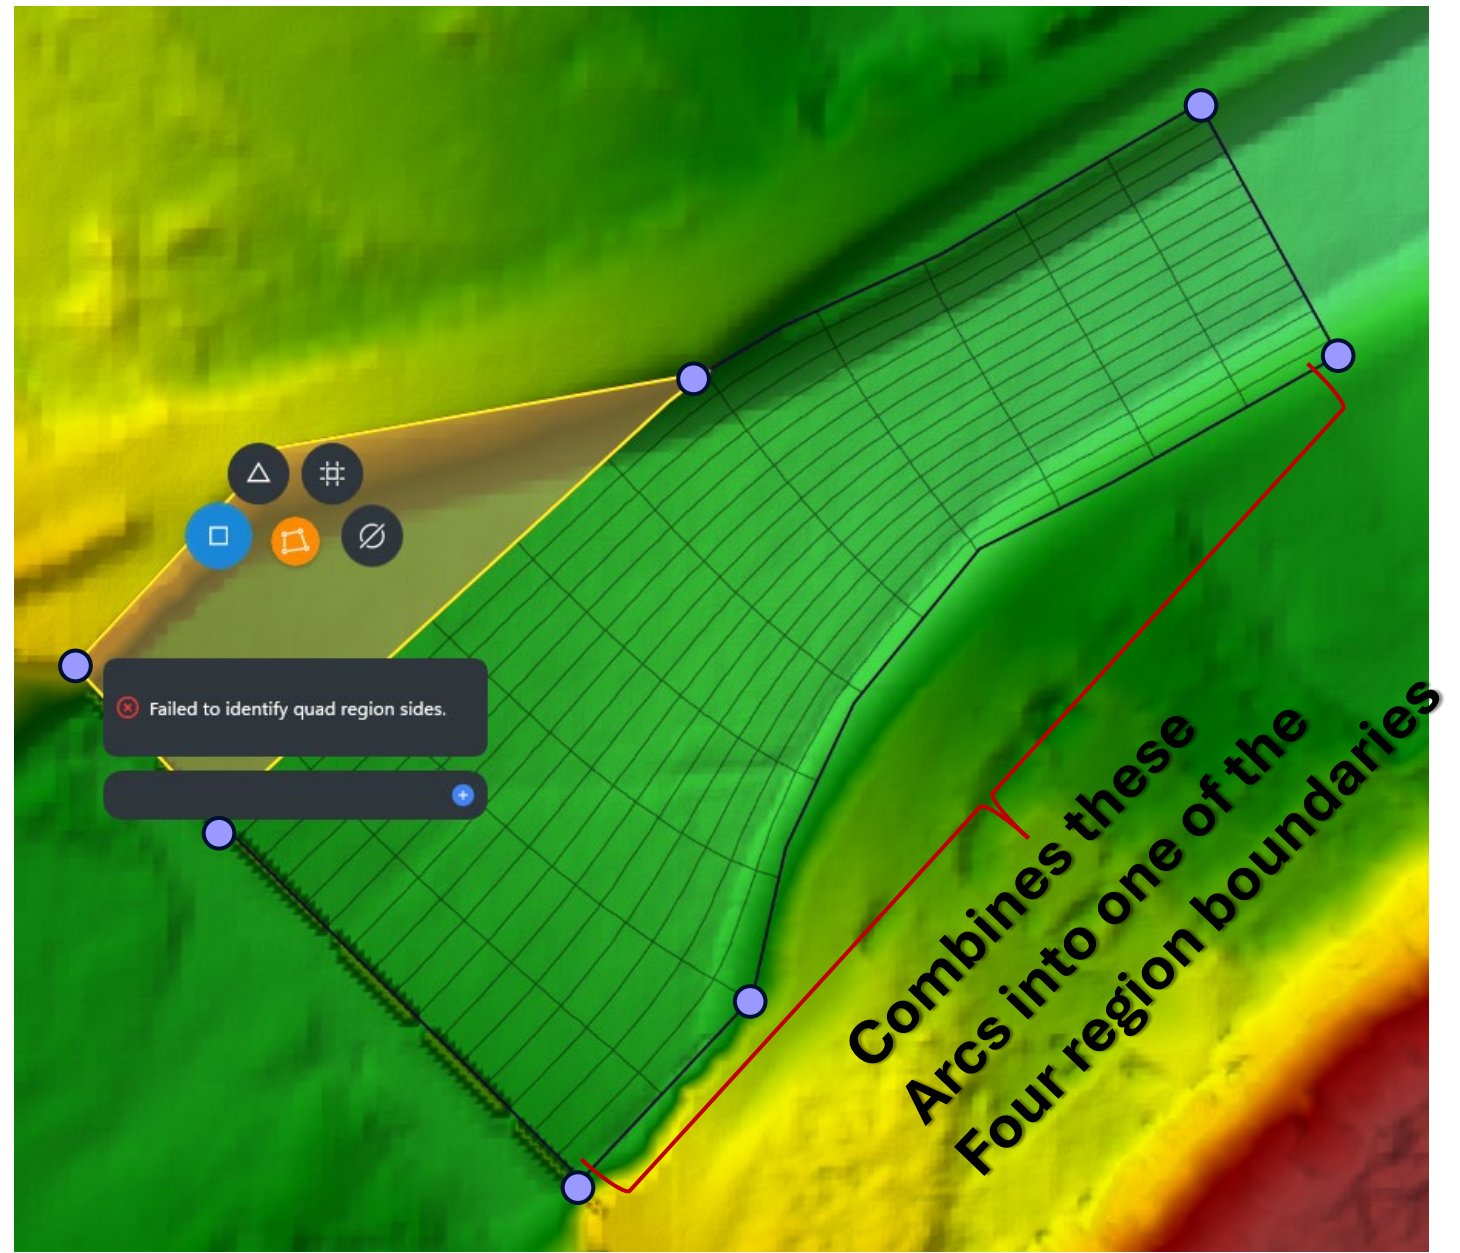 Failed to identify quad region sides.
Combines these
Arcs into one of the
Four region boundaries